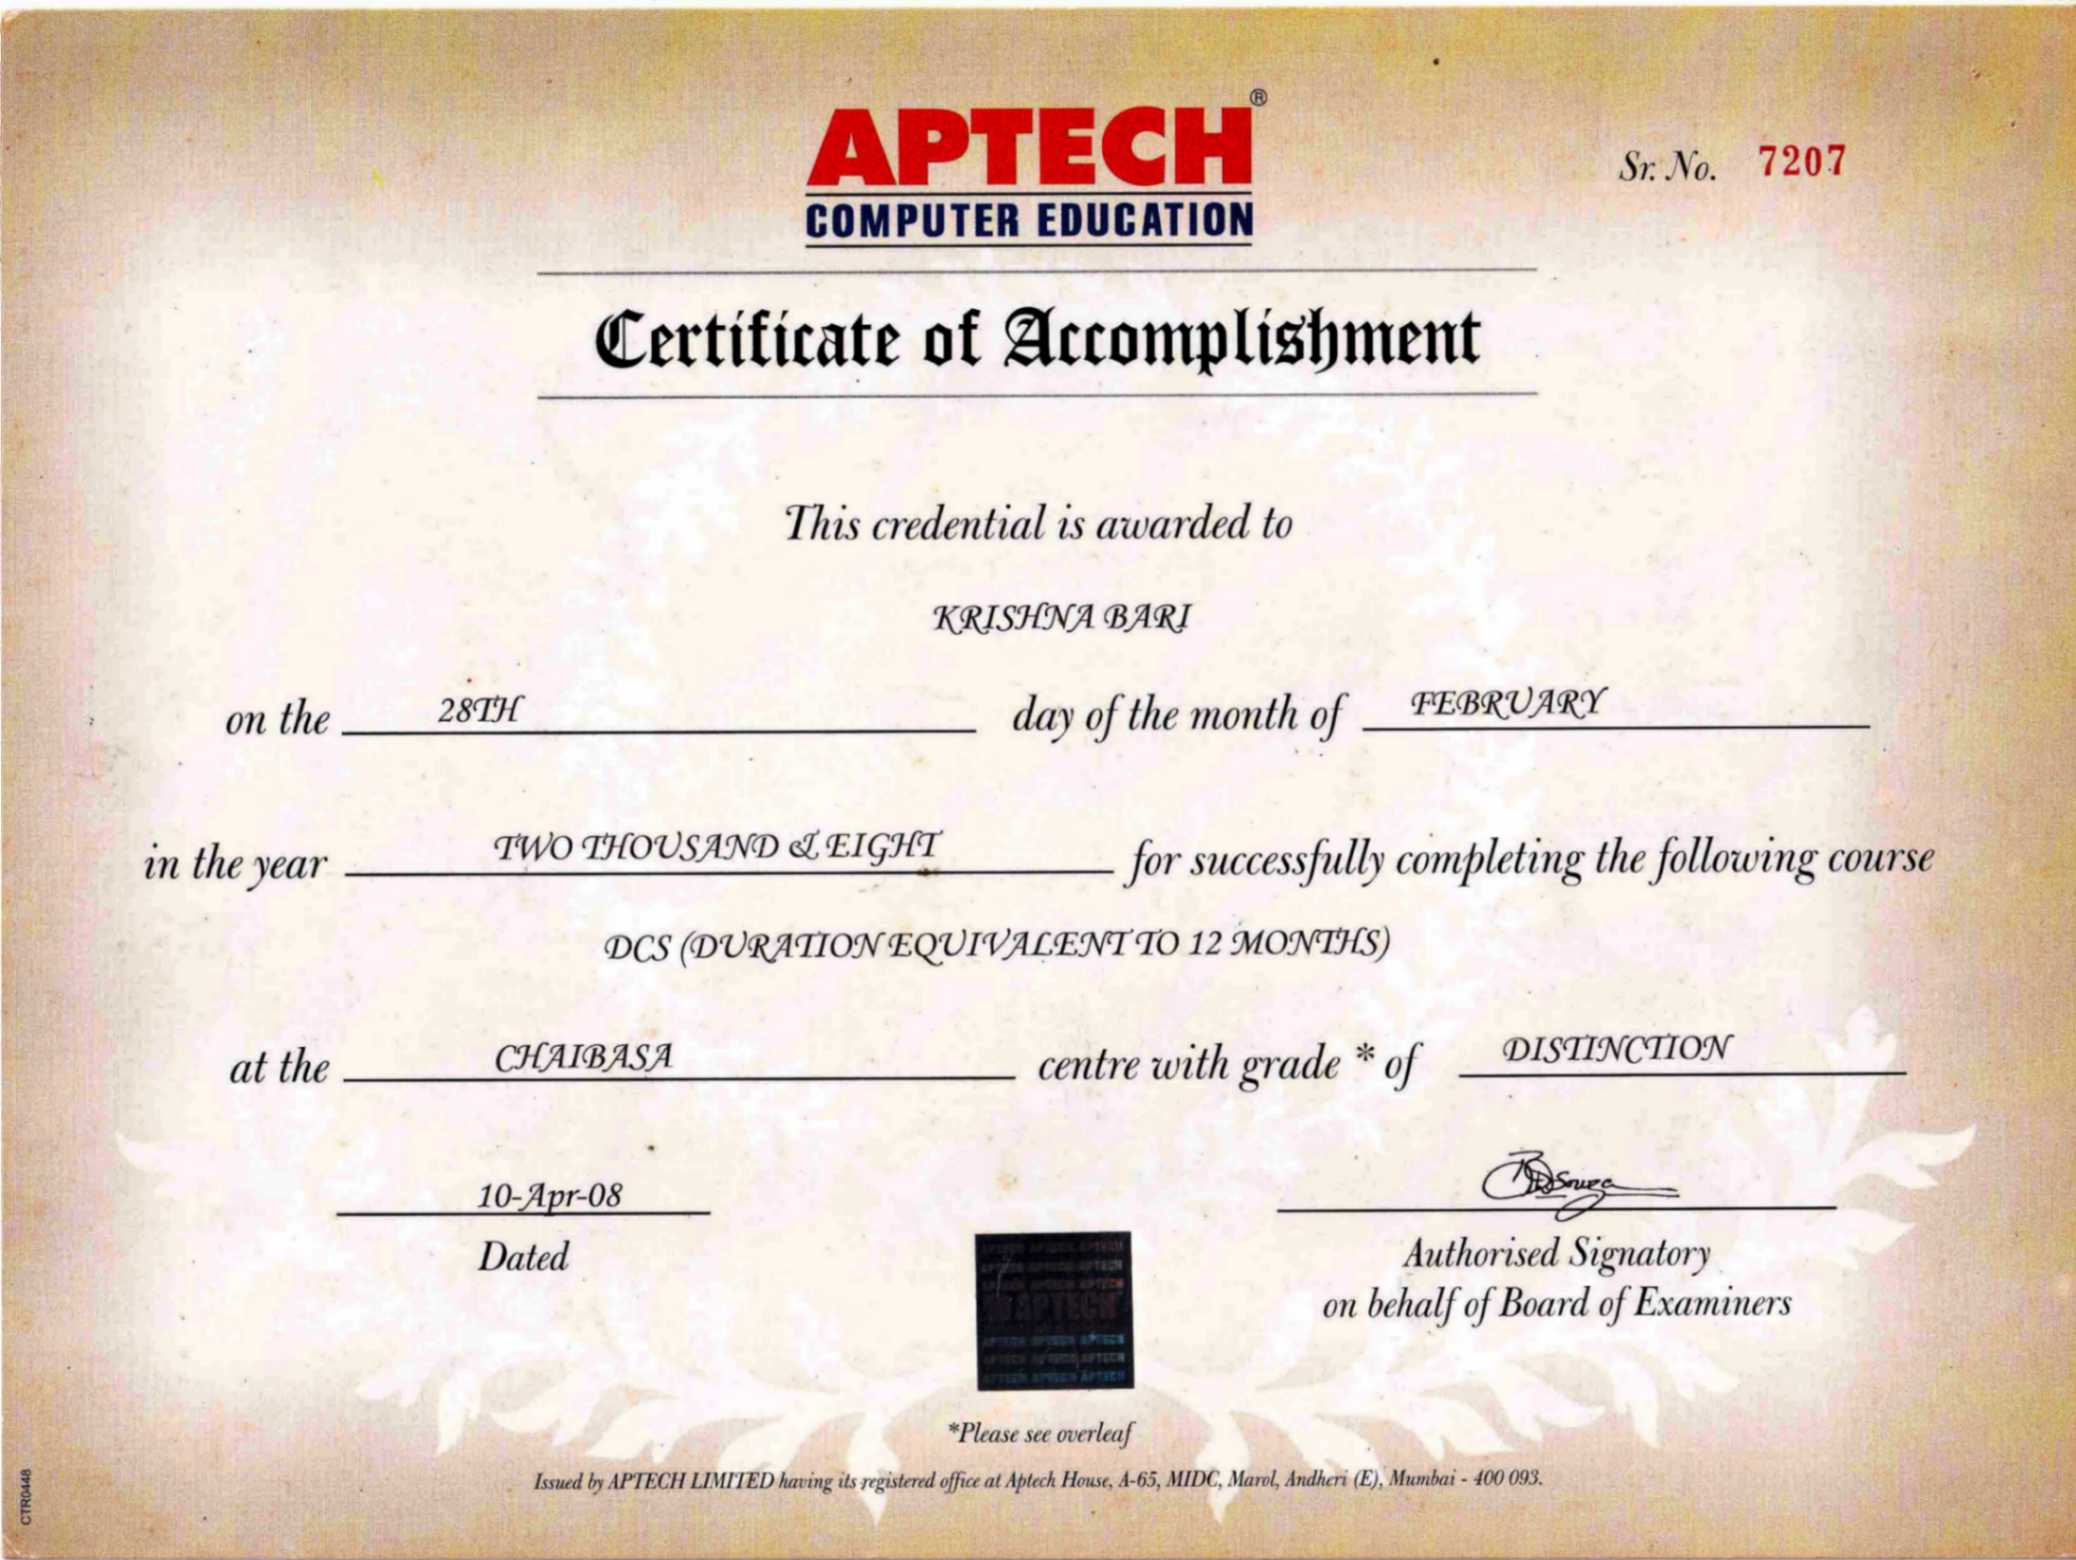 APTECH®
COMPUTER EDUCATION
Sr. No. 7207
Certificate of Accomplishment
This credential is awarded to
KRISHNA BARI
on the 28TH day of the month of FEBRUARY
in the year TWO THOUSAND & EIGHT for successfully completing the following course
DCS (DURATION EQUIVALENT TO 12 MONTHS)
at the CHAIBASA centre with grade * of DISTINCTION
10-Apr-08
Dated
Authorised Signatory
on behalf of Board of Examiners
APTECH
*Please see overleaf
Issued by APTECH LIMITED having its registered office at Aptech House, A-65, MIDC, Marol, Andheri (E), Mumbai - 400 093.
CTR0448